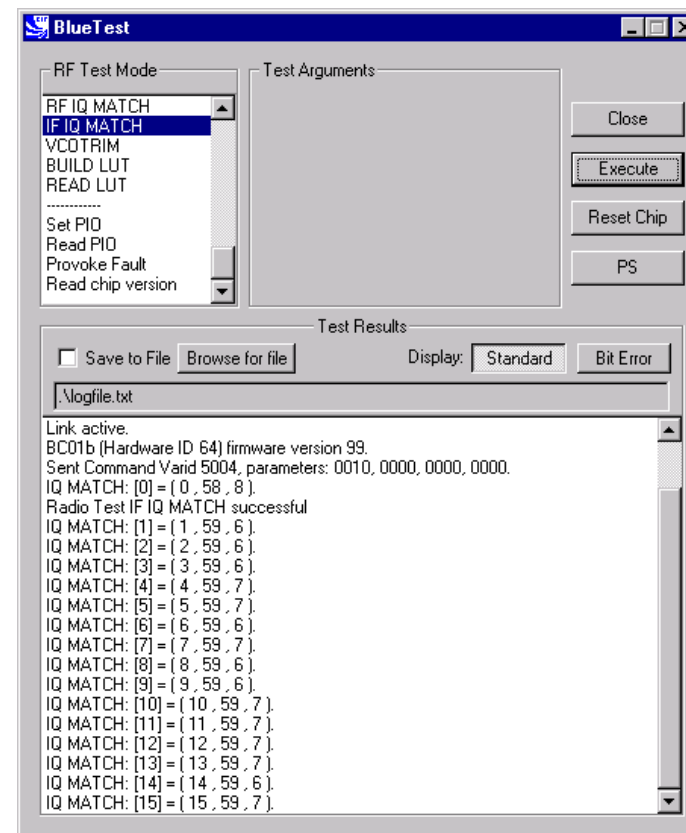 BlueTest
RF Test Mode
Test Arguments
RF IQ MATCH
IF IQ MATCH
VCOTRIM
BUILD LUT
READ LUT
------------
Set PIO
Read PIO
Provoke Fault
Read chip version
Close
Execute
Reset Chip
PS
Test Results
Save to File
Browse for file
Display:
Standard
Bit Error
.\logfile.txt
Link active.
BC01b (Hardware ID 64) firmware version 99.
Sent Command Varid 5004, parameters: 0010, 0000, 0000, 0000.
IQ MATCH: [0] = ( 0 , 58 , 8 ).
Radio Test IF IQ MATCH successful
IQ MATCH: [1] = ( 1 , 59 , 6 ).
IQ MATCH: [2] = ( 2 , 59 , 6 ).
IQ MATCH: [3] = ( 3 , 59 , 6 ).
IQ MATCH: [4] = ( 4 , 59 , 7 ).
IQ MATCH: [5] = ( 5 , 59 , 7 ).
IQ MATCH: [6] = ( 6 , 59 , 6 ).
IQ MATCH: [7] = ( 7 , 59 , 7 ).
IQ MATCH: [8] = ( 8 , 59 , 6 ).
IQ MATCH: [9] = ( 9 , 59 , 6 ).
IQ MATCH: [10] = ( 10 , 59 , 7 ).
IQ MATCH: [11] = ( 11 , 59 , 7 ).
IQ MATCH: [12] = ( 12 , 59 , 7 ).
IQ MATCH: [13] = ( 13 , 59 , 7 ).
IQ MATCH: [14] = ( 14 , 59 , 6 ).
IQ MATCH: [15] = ( 15 , 59 , 7 ).